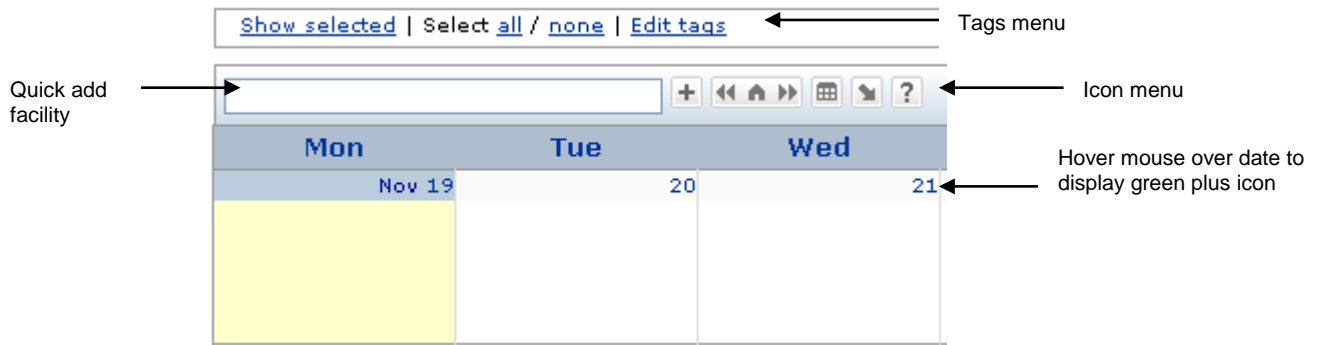 Show selected | Select all / none | Edit tags
Tags menu
Quick add
facility
+ ?
Icon menu
Mon Tue Wed
Nov 19 20 21
Hover mouse over date to
display green plus icon